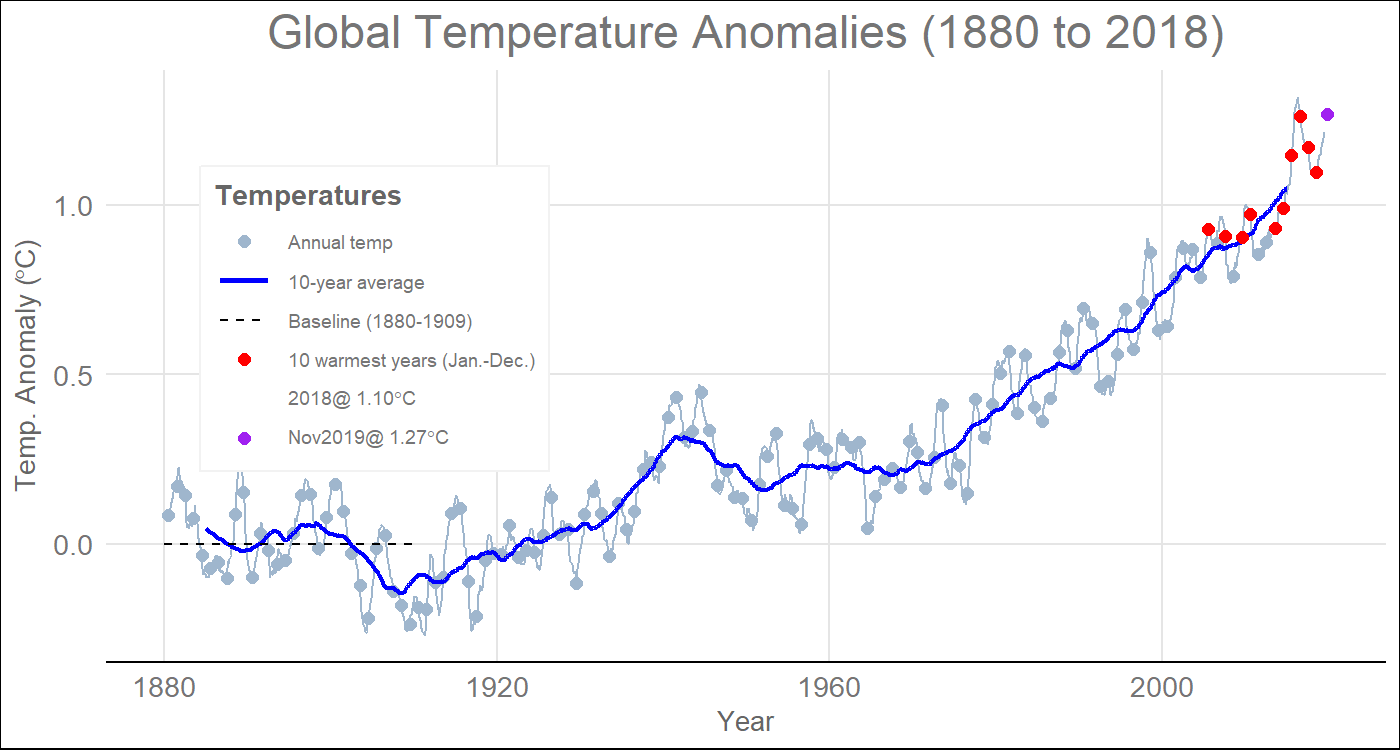 Global Temperature Anomalies (1880 to 2018)
Temp. Anomaly (°C)
1.0
0.5
0.0
Temperatures
Annual temp
10-year average
Baseline (1880-1909)
10 warmest years (Jan.-Dec.)
2018@ 1.10°C
Nov2019@ 1.27°C
1880 1920 1960 2000
Year